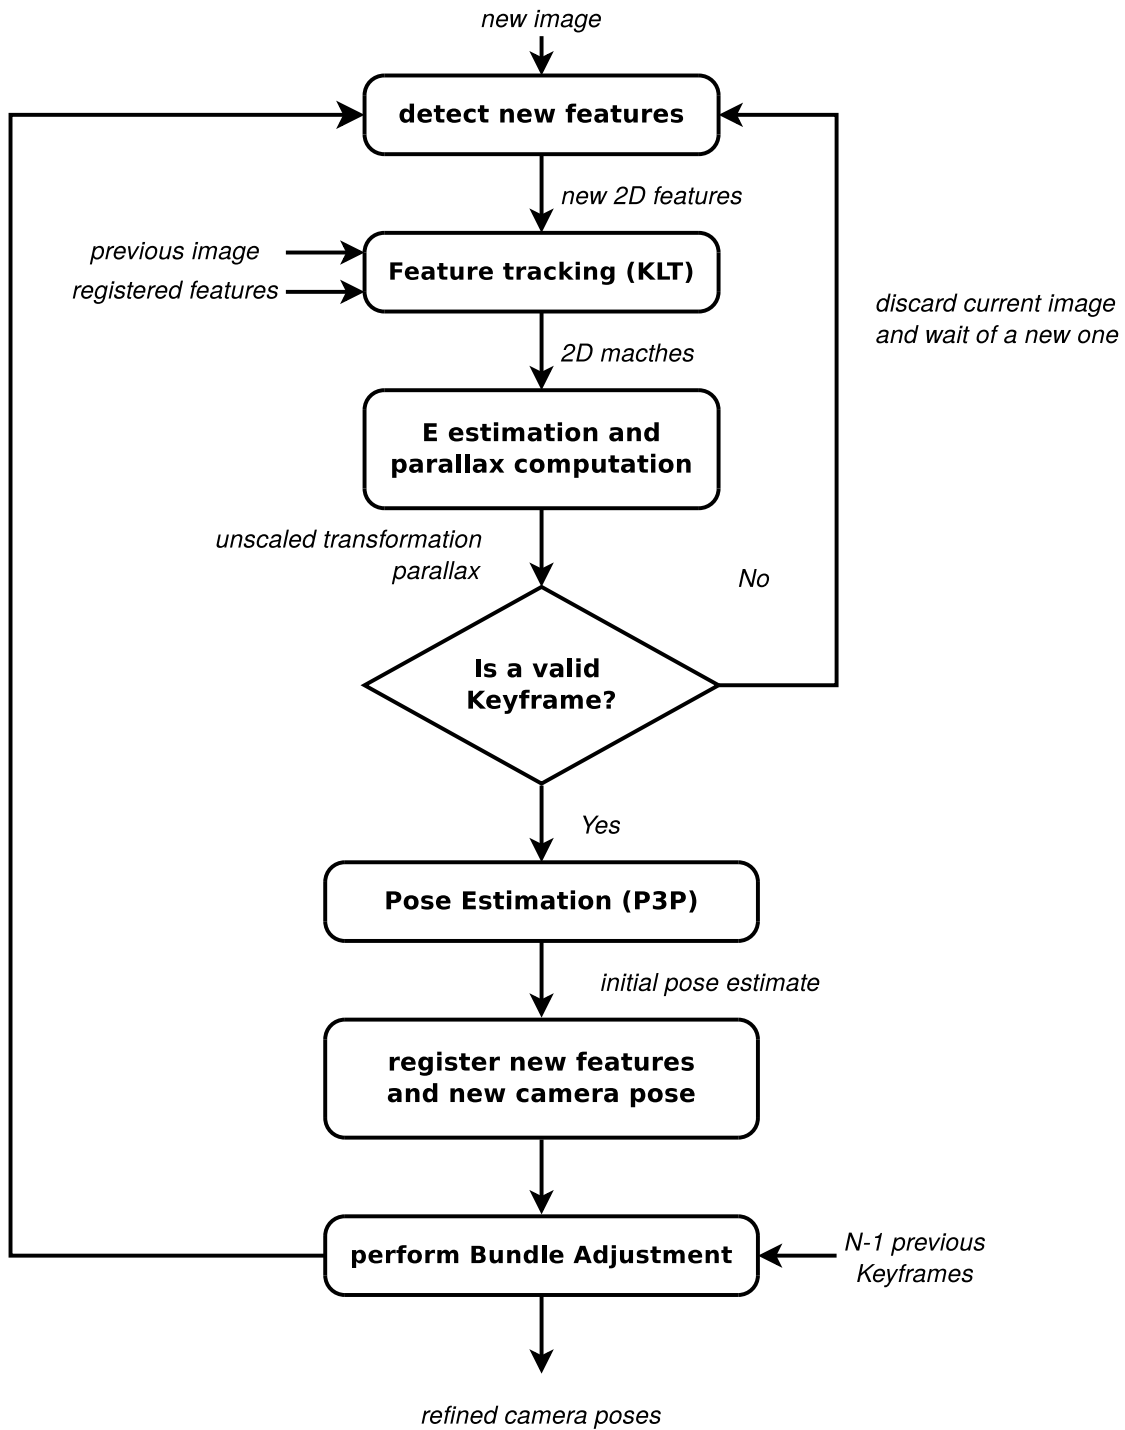 new image
detect new features
new 2D features
previous image
Feature tracking (KLT)
registered features
discard current image
and wait of a new one
2D macthes
E estimation and
parallax computation
unscaled transformation
parallax
No
Is a valid
Keyframe?
Yes
Pose Estimation (P3P)
initial pose estimate
register new features
and new camera pose
perform Bundle Adjustment
N-1 previous
Keyframes
refined camera poses